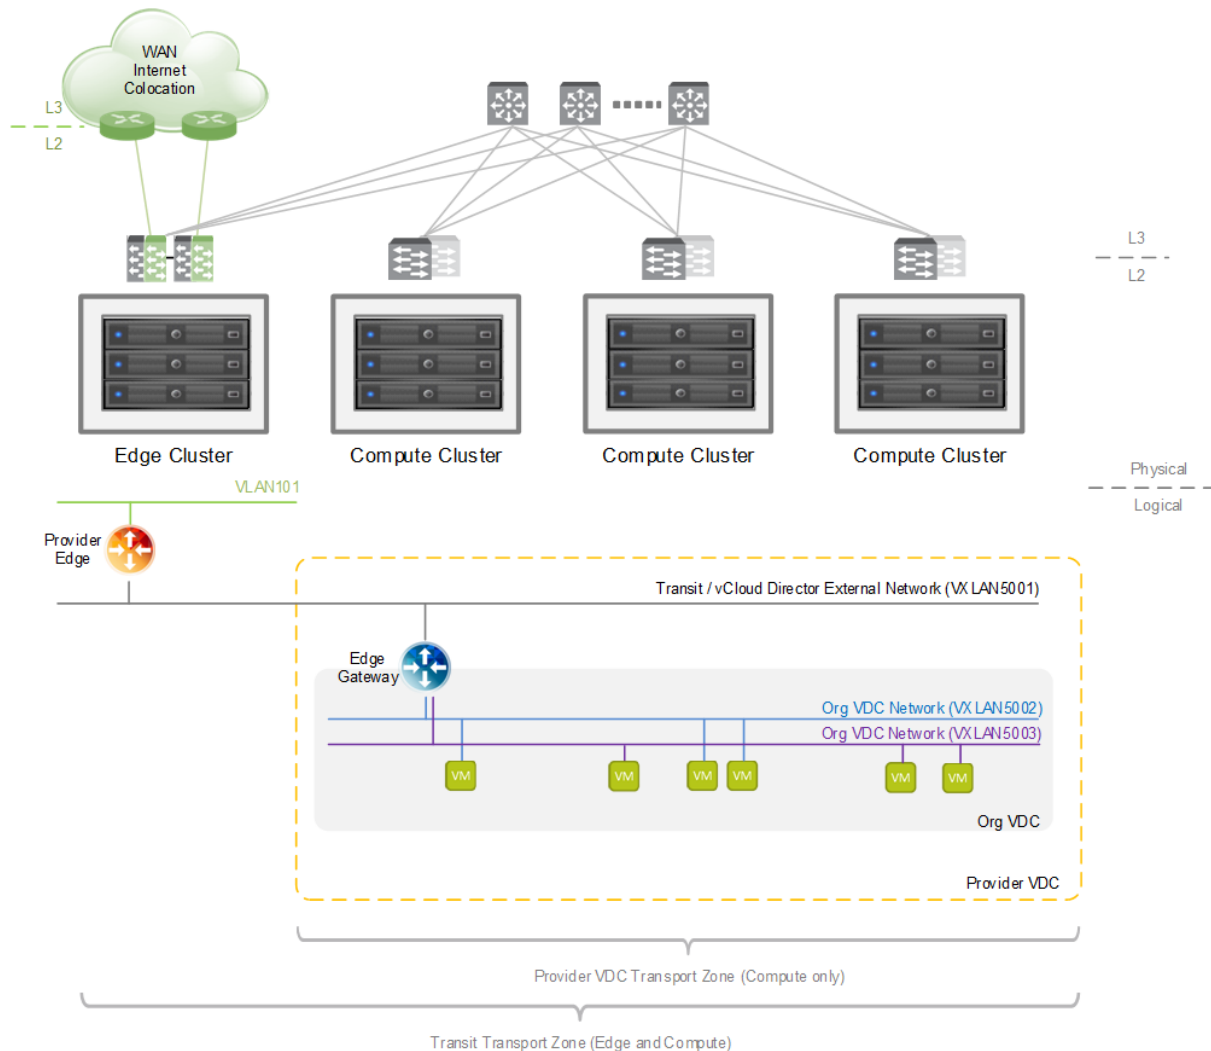 WAN
Internet
Colocation
L3
L2
L3
L2
Edge Cluster
Compute Cluster
Compute Cluster
Compute Cluster
Physical
Logical
VLAN101
Provider
Edge
Transit / vCloud Director External Network (VXLAN5001)
Edge
Gateway
Org VDC Network (VXLAN5002)
Org VDC Network (VXLAN5003)
VM
VM
VM
VM
VM
VM
Org VDC
Provider VDC
Provider VDC Transport Zone (Compute only)
Transit Transport Zone (Edge and Compute)